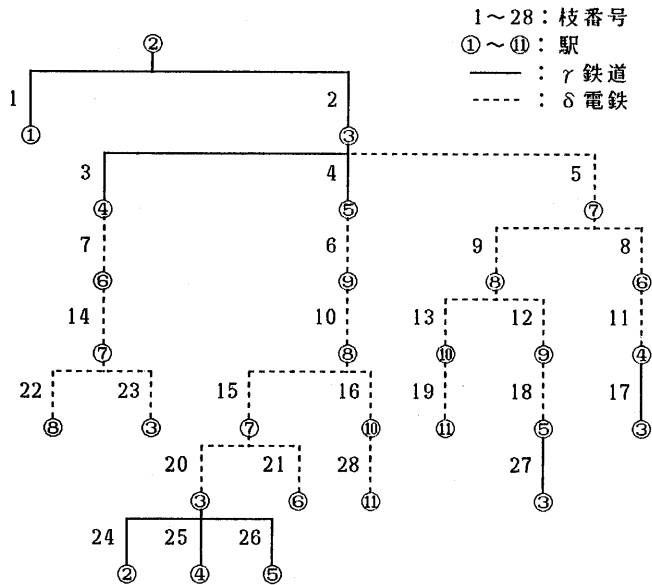 1～28：枝番号
①～⑪：駅
：γ鉄道
：δ電鉄
②
1 2
① ③
3 4 5
④ ⑤ ⑦
7 6 9 8
⑥ ⑨ ⑧ ⑥
14 10 13 12 11
⑦ ⑧ ⑩ ⑨ ④
22 23 15 16 19 18 17
⑧ ③ ⑦ ⑩ ⑪ ⑤ ③
20 21 28 27
③ ⑥ ⑪ ③
24 25 26
② ④ ⑤